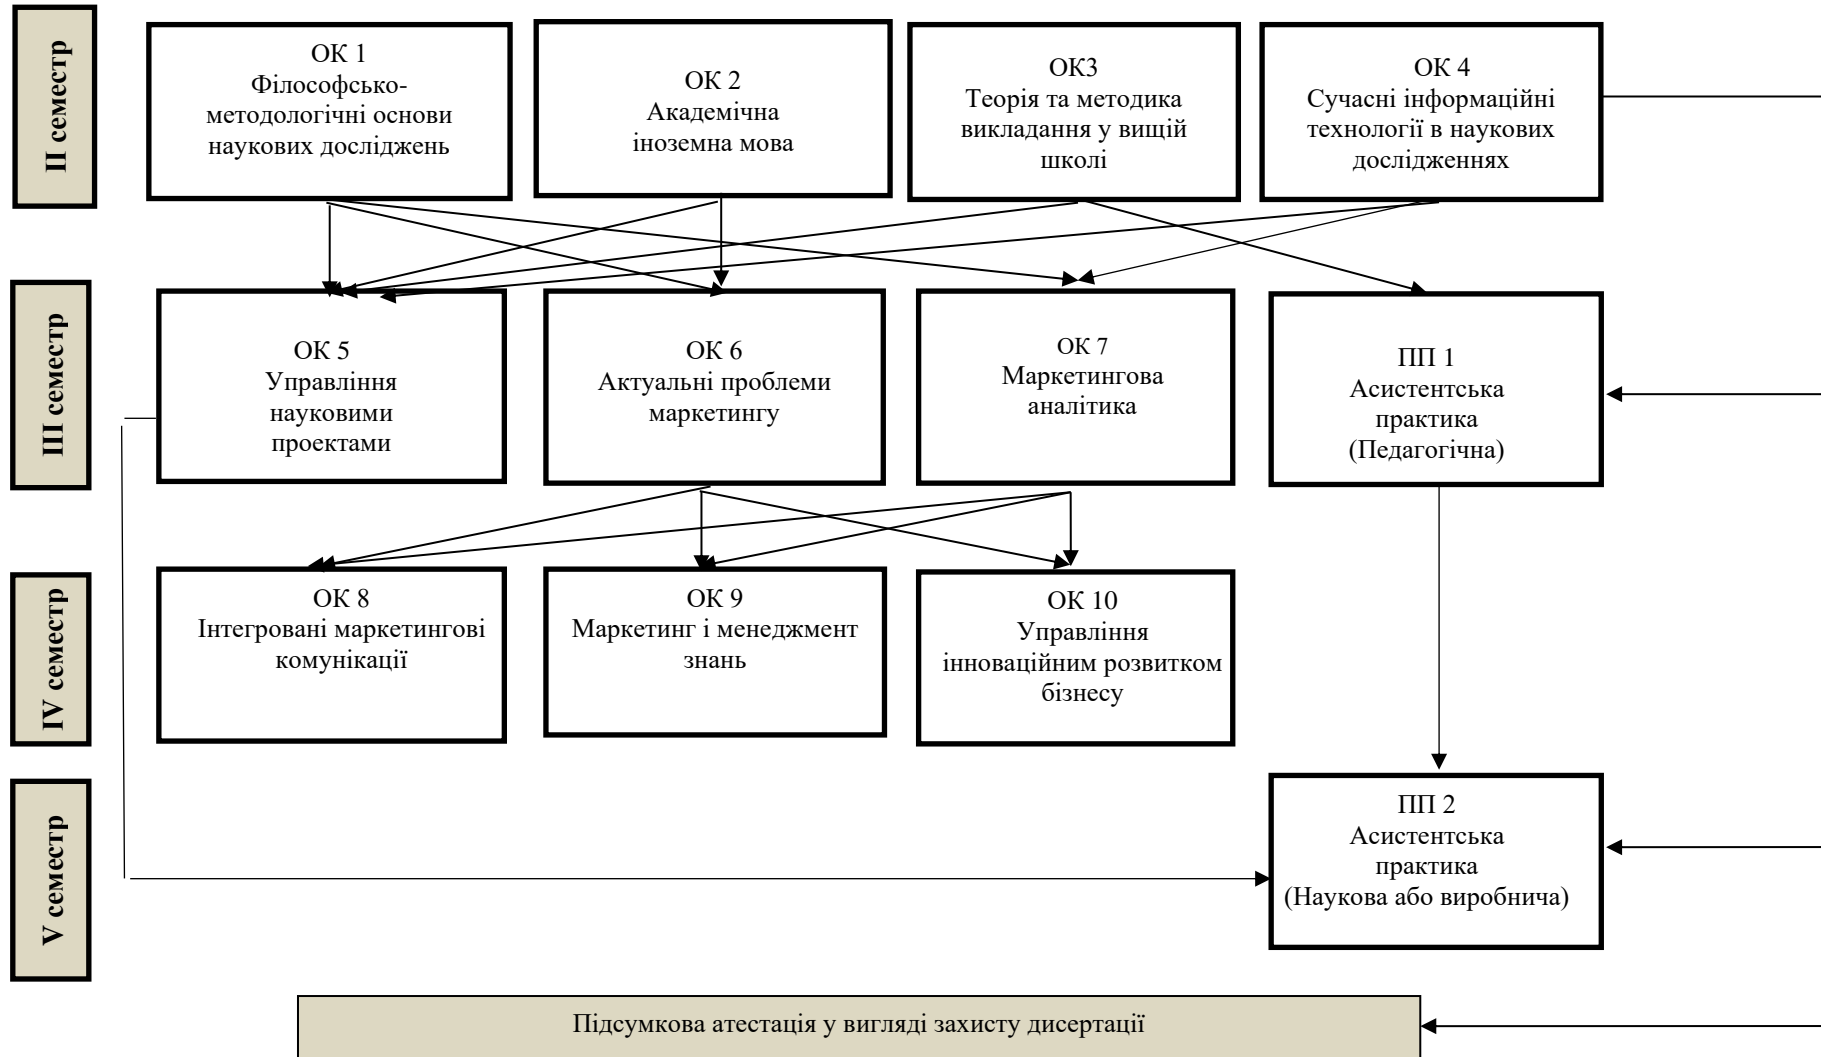 II семестр
ОК 1
Філософсько-
методологічні основи
наукових досліджень
ОК 2
Академічна
іноземна мова
ОК3
Теорія та методика
викладання у вищій
школі
ОК 4
Сучасні інформаційні
технології в наукових
дослідженнях
III семестр
ОК 5
Управління
науковими
проектами
ОК 6
Актуальні проблеми
маркетингу
ОК 7
Маркетингова
аналітика
ПП 1
Асистентська
практика
(Педагогічна)
IV семестр
ОК 8
Інтегровані маркетингові
комунікації
ОК 9
Маркетинг і менеджмент
знань
ОК 10
Управління
інноваційним розвитком
бізнесу
V семестр
ПП 2
Асистентська
практика
(Наукова або виробнича)
Підсумкова атестація у вигляді захисту дисертації